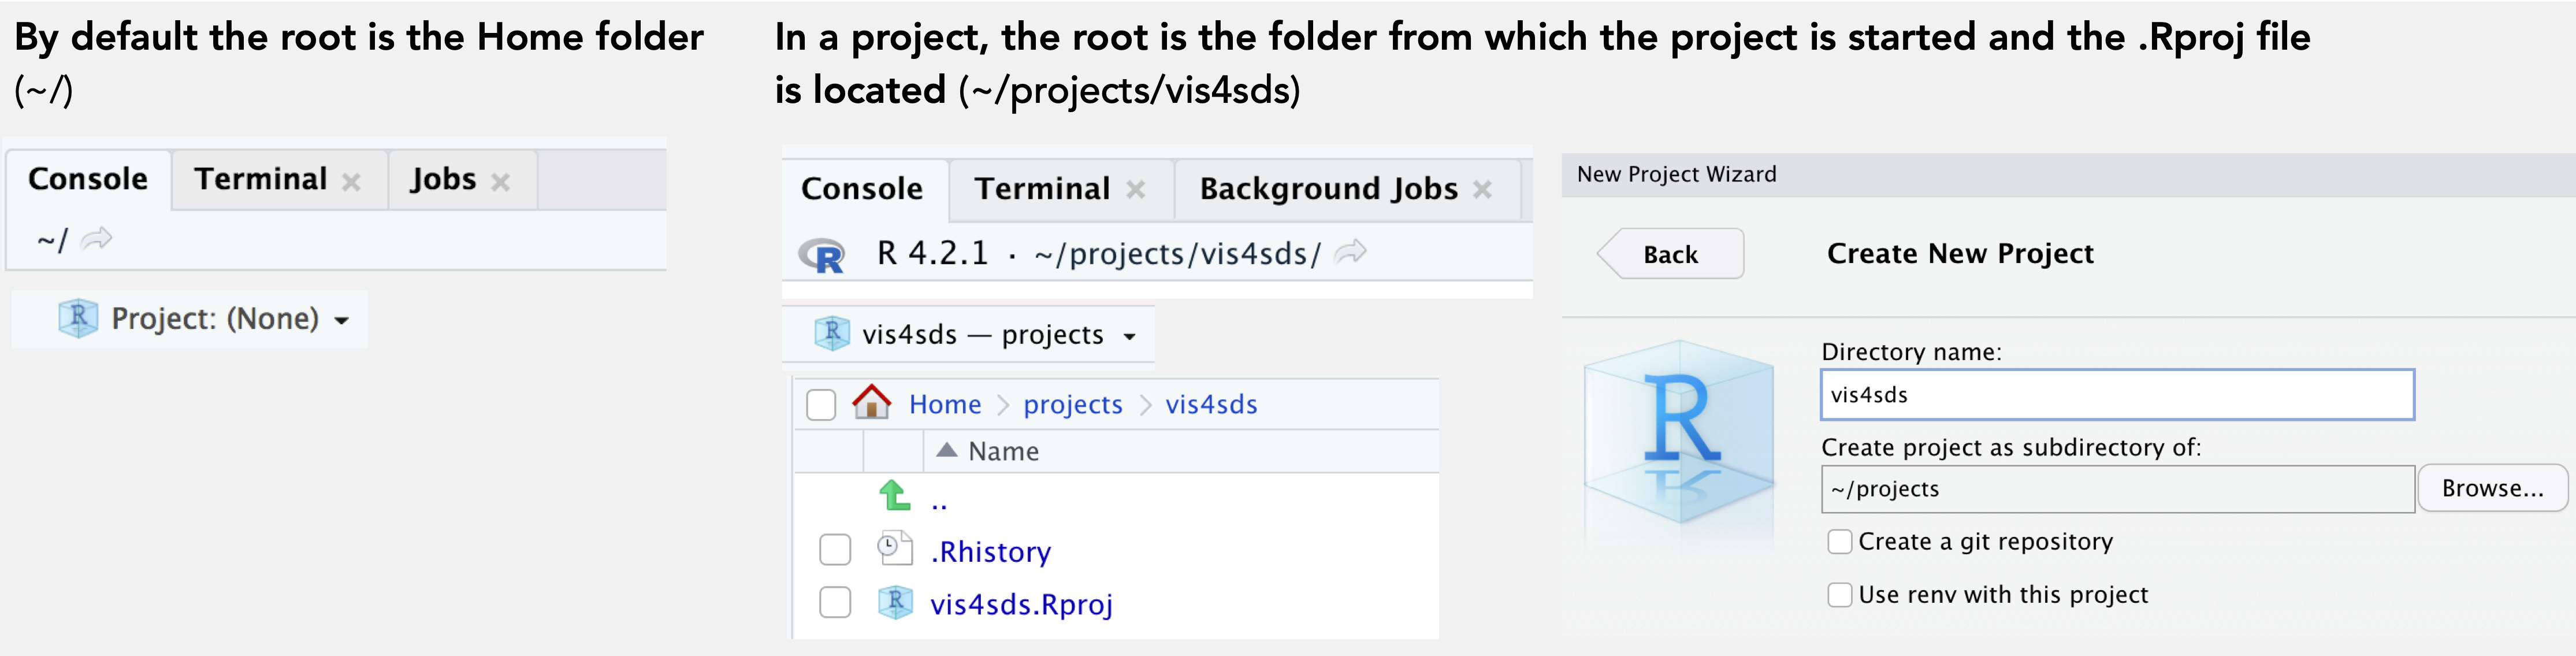 By default the root is the Home folder
(~/)
Console
Terminal
Jobs
~/
Project: (None)
In a project, the root is the folder from which the project is started and the .Rproj file
is located (~/projects/vis4sds)
Console
Terminal
Background Jobs
R 4.2.1 · ~/projects/vis4sds/
vis4sds — projects
Home
projects
vis4sds
Name
..
.Rhistory
vis4sds.Rproj
New Project Wizard
Back
Create New Project
Directory name:
vis4sds
Create project as subdirectory of:
~/projects
Browse...
Create a git repository
Use renv with this project